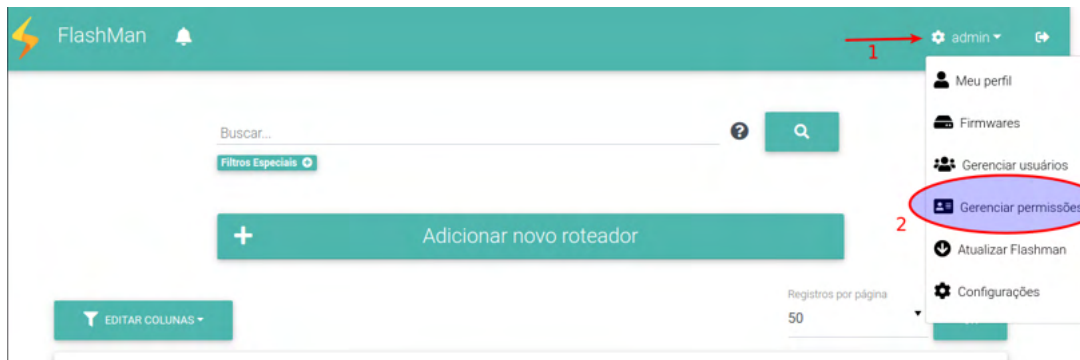 FlashMan
1
admin
Meu perfil
Buscar...
Firmwares
Filtros Especiais
Gerenciar usuários
Gerenciar permissões
2
Adicionar novo roteador
Atualizar Flashman
Configurações
Registros por página
EDITAR COLUNAS
50